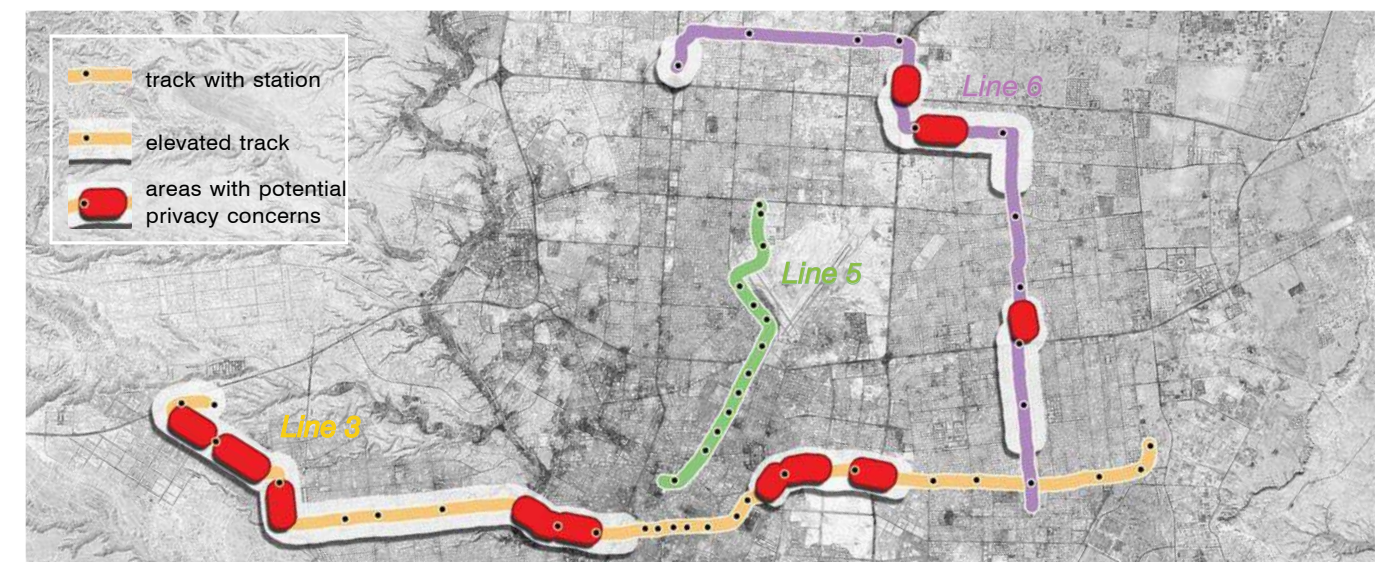 track with station
elevated track
areas with potential
privacy concerns
Line 6
Line 5
Line 3